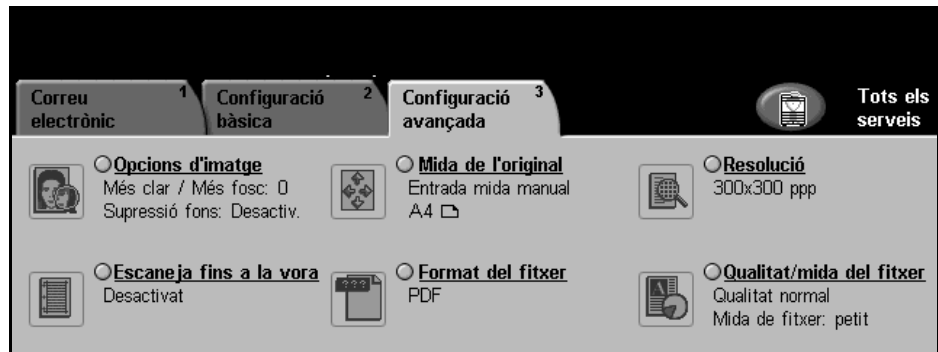 Correu electrònic 1
Configuració bàsica 2
Configuració avançada 3
Tots els serveis
Opcions d'imatge
Més clar / Més fosc: 0
Supressió fons: Desactiv.
Mida de l'original
Entrada mida manual
A4
Resolució
300x300 ppp
Escaneja fins a la vora
Desactivat
???
Format del fitxer
PDF
A
Qualitat/mida del fitxer
Qualitat normal
Mida de fitxer: petit